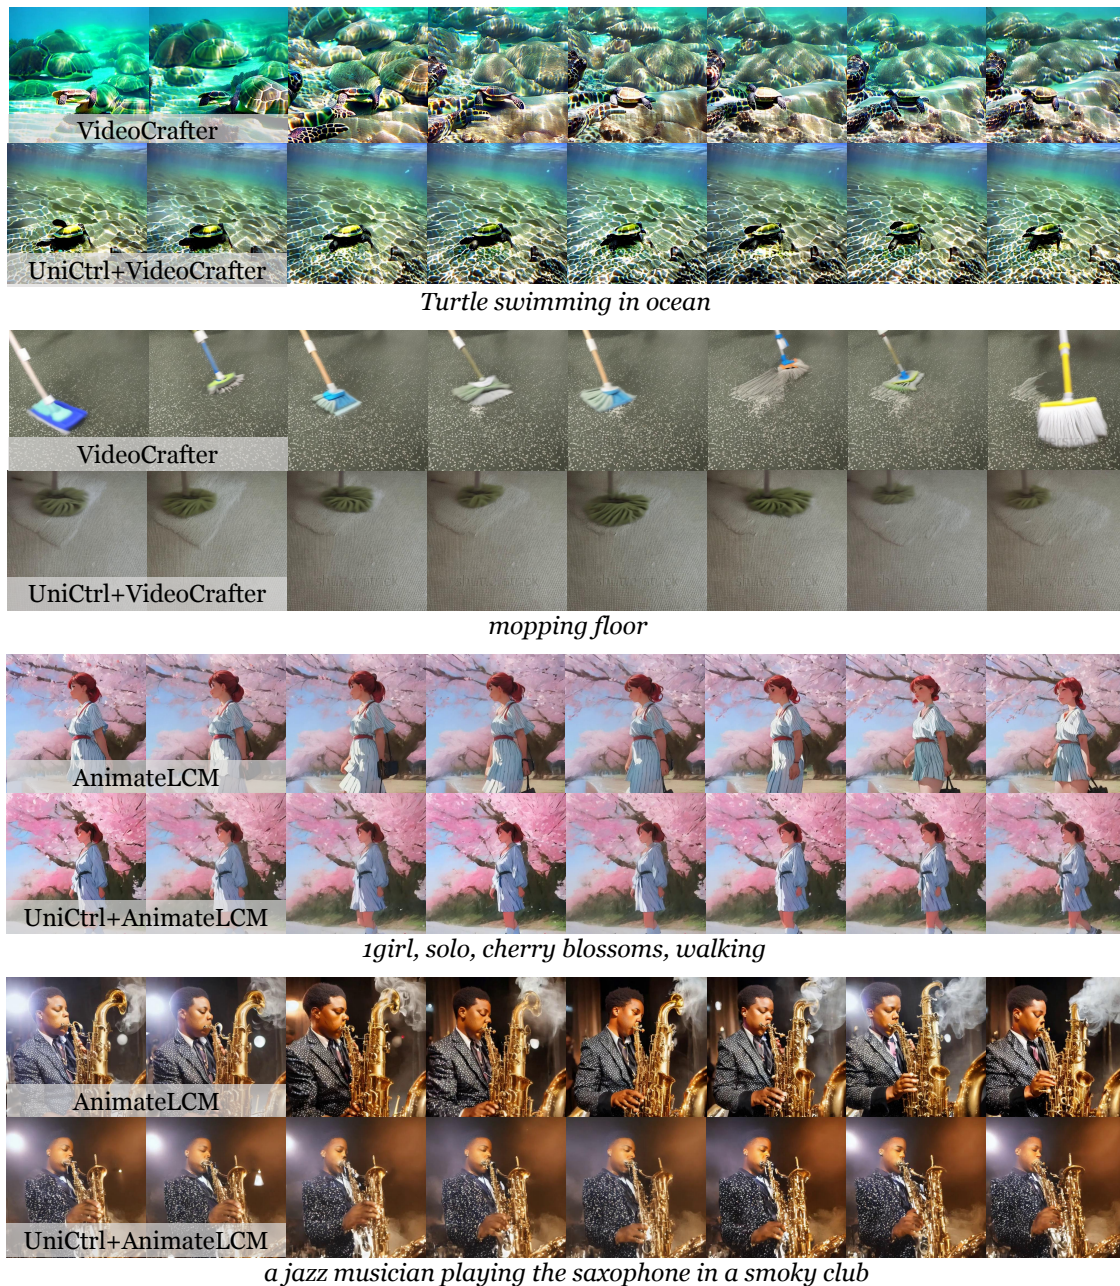 VideoCrafter
UniCtrl+VideoCrafter
Turtle swimming in ocean
VideoCrafter
UniCtrl+VideoCrafter
mopping floor
AnimateLCM
UniCtrl+AnimateLCM
1girl, solo, cherry blossoms, walking
AnimateLCM
UniCtrl+AnimateLCM
a jazz musician playing the saxophone in a smoky club